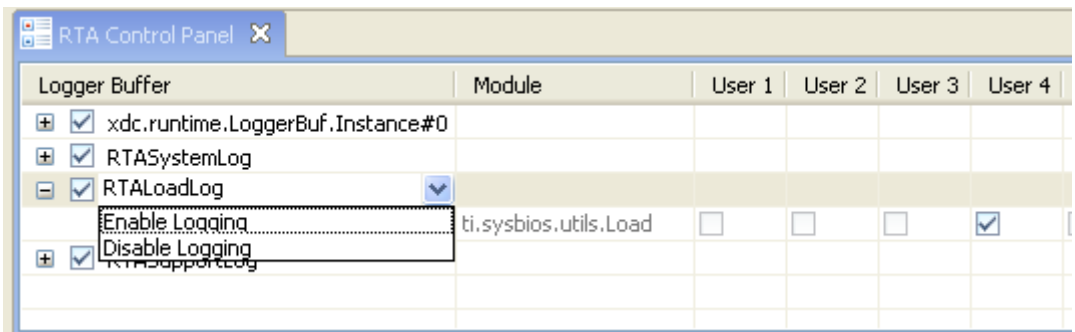 RTA Control Panel
Logger Buffer Module User 1 User 2 User 3 User 4
xdc.runtime.LoggerBuf.Instance#0
RTASystemLog
RTALoadLog
Enable Logging ti.sysbios.utils.Load
Disable Logging
RTASupportLog